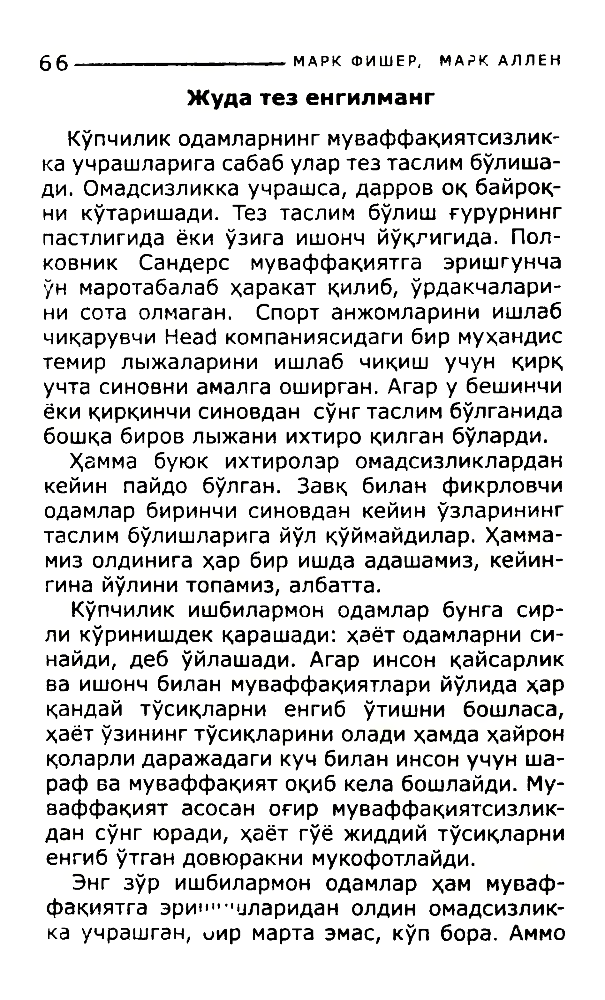 66 МАРК ФИШЕР, МАРК АЛЛЕН
Жуда тез енгилманг
Кўпчилик одамларнинг муваффақиятсизлик-
ка учрашларига сабаб улар тез таслим бўлиша-
ди. Омадсизликка учрашса, дарров оқ байроқ-
ни кўтаришади. Тез таслим бўлиш ғурурнинг
пастлигида ёки ўзига ишонч йўқлигида. Пол-
ковник Сандерс муваффақиятга эришгунча
ўн маротабалаб ҳаракат қилиб, ўрдакчалари-
ни сота олмаган. Спорт анжомларини ишлаб
чиқарувчи Head компаниясидаги бир муҳандис
темир лыжаларини ишлаб чиқиш учун қирқ
учта синовни амалга оширган. Агар у бешинчи
ёки қирқинчи синовдан сўнг таслим бўлганида
бошқа биров лыжани ихтиро қилган бўларди.
Ҳамма буюк ихтиролар омадсизликлардан
кейин пайдо бўлган. Завқ билан фикрловчи
одамлар биринчи синовдан кейин ўзларининг
таслим бўлишларига йўл қўймайдилар. Ҳамма-
миз олдинига ҳар бир ишда адашамиз, кейин-
гина йўлини топамиз, албатта.
Кўпчилик ишбилармон одамлар бунга сир-
ли кўринишдек қарашади: ҳаёт одамларни си-
найди, деб ўйлашади. Агар инсон қайсарлик
ва ишонч билан муваффақиятлари йўлида ҳар
қандай тўсиқларни енгиб ўтишни бошласа,
ҳаёт ўзининг тўсиқларини олади ҳамда ҳайрон
қоларли даражадаги куч билан инсон учун ша-
раф ва муваффақият оқиб кела бошлайди. Му-
ваффақият асосан оғир муваффақиятсизлик-
дан сўнг юради, ҳаёт гўё жиддий тўсиқларни
енгиб ўтган довюракни мукофотлайди.
Энг зўр ишбилармон одамлар ҳам муваф-
фақиятга олдин омадсизлик-
ка учрашган, бир марта эмас, кўп бора. Аммо